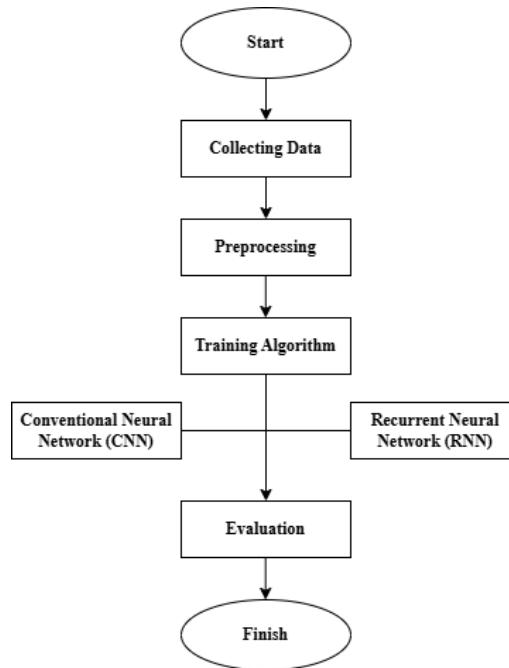 Start
Collecting Data
Preprocessing
Training Algorithm
Conventional Neural
Network (CNN)
Recurrent Neural
Network (RNN)
Evaluation
Finish